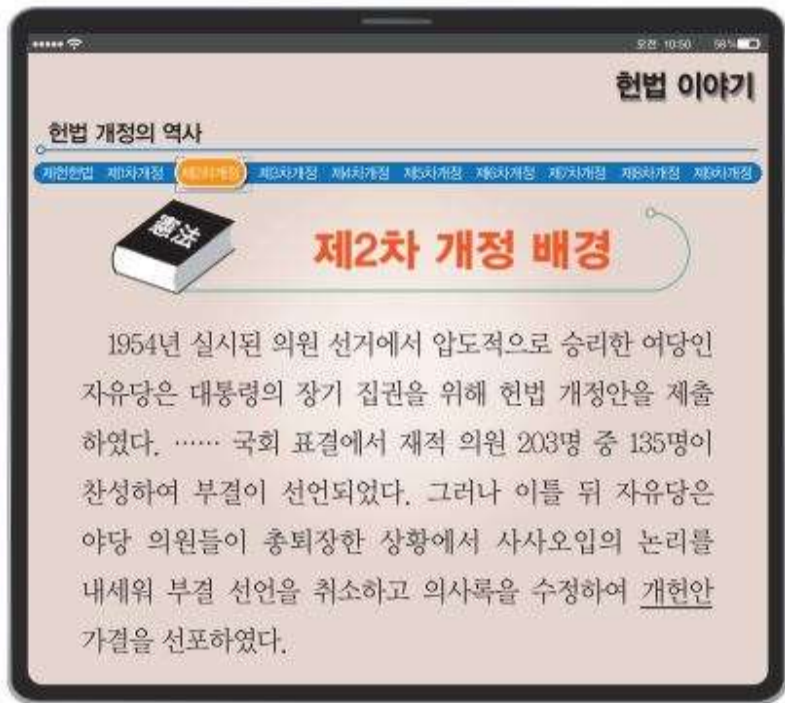 오전 10:50 56%
헌법 이야기
헌법 개정의 역사
제헌헌법 제1차개정 제2차개정 제3차개정 제4차개정 제5차개정 제6차개정 제7차개정 제8차개정 제9차개정
憲法
제2차 개정 배경
1954년 실시된 의원 선거에서 압도적으로 승리한 여당인
자유당은 대통령의 장기 집권을 위해 헌법 개정안을 제출
하였다. …… 국회 표결에서 재적 의원 203명 중 135명이
찬성하여 부결이 선언되었다. 그러나 이틀 뒤 자유당은
야당 의원들이 총퇴장한 상황에서 사사오입의 논리를
내세워 부결 선언을 취소하고 의사록을 수정하여 개헌안
가결을 선포하였다.